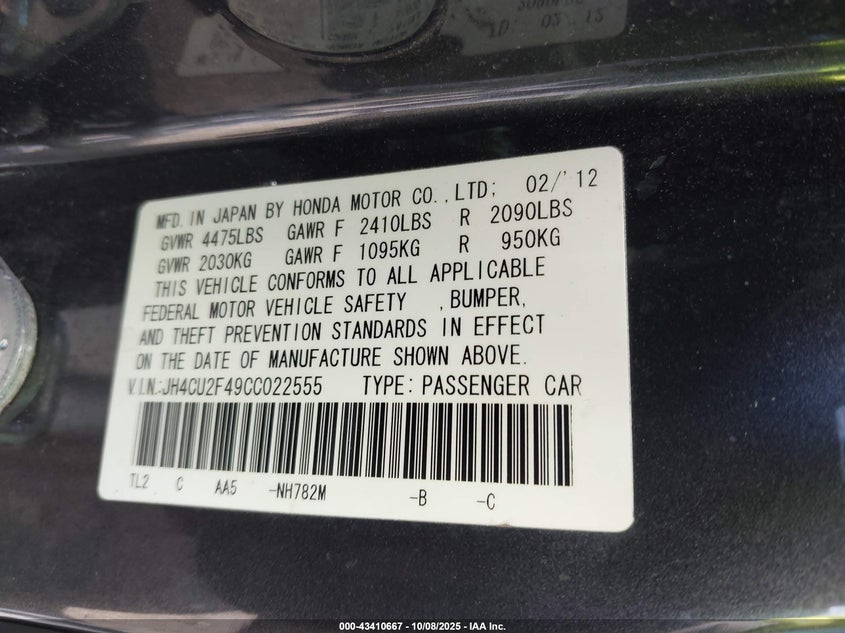 MFD. IN JAPAN BY HONDA MOTOR CO.,LTD; 02/'12
GVWR 4475LBS GAWR F 2410LBS R 2090LBS
GVWR 2030KG GAWR F 1095KG R 950KG
THIS VEHICLE CONFORMS TO ALL APPLICABLE
FEDERAL MOTOR VEHICLE SAFETY ,BUMPER,
AND THEFT PREVENTION STANDARDS IN EFFECT
ON THE DATE OF MANUFACTURE SHOWN ABOVE.
V.I.N:JH4CU2F49CC022555 TYPE: PASSENGER CAR
TL2 C AA5 -NH782M -B -C
000-43410667 - 10/08/2025 - IAA Inc.